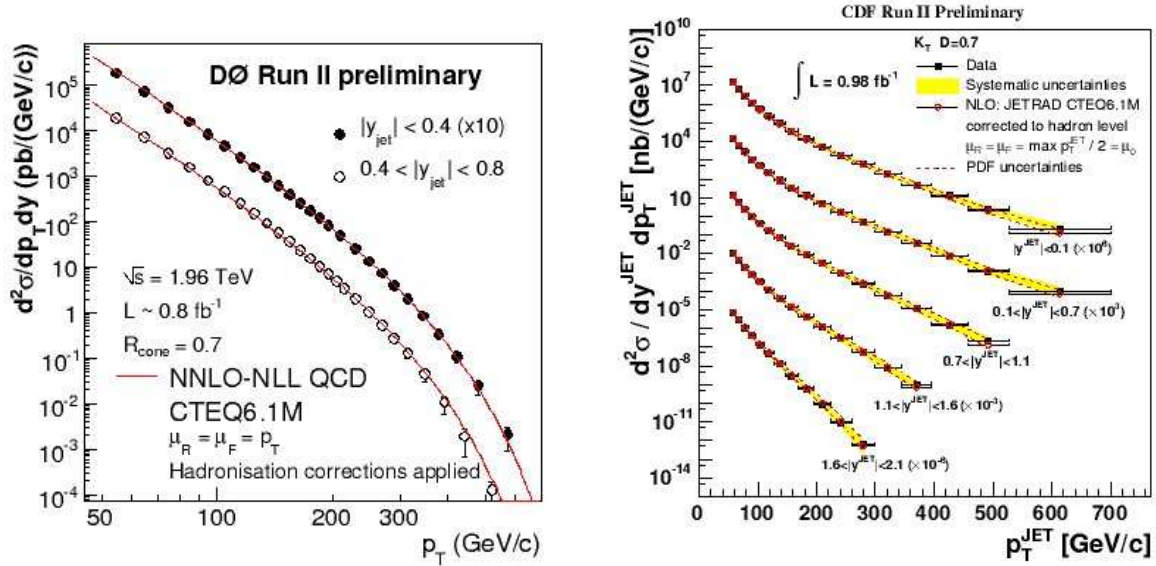 DØ Run II preliminary
|y_jet| < 0.4 (x10)
0.4 < |y_jet| < 0.8
√s = 1.96 TeV
L ~ 0.8 fb⁻¹
R_cone = 0.7
NNLO-NLL QCD
CTEQ6.1M
μ_R = μ_F = p_T
Hadronisation corrections applied
d²σ/dp_T dy (pb/(GeV/c))
10⁵
10⁴
10³
10²
10
1
10⁻¹
10⁻²
10⁻³
10⁻⁴
50 100 200 300
p_T (GeV/c)
CDF Run II Preliminary
K_T D=0.7
Data
Systematic uncertainties
NLO: JETRAD CTEQ6.1M
corrected to hadron level
μ_R = μ_F = max p_T^JET / 2 = μ_0
PDF uncertainties
∫ L = 0.98 fb⁻¹
|y^JET|<0.1 (×10⁶)
0.1<|y^JET|<0.7 (×10³)
0.7<|y^JET|<1.1
1.1<|y^JET|<1.6 (×10⁻³)
1.6<|y^JET|<2.1 (×10⁻⁶)
d²σ / dy^JET dp_T^JET [nb/(GeV/c)]
10¹⁰
10⁷
10⁴
10
10⁻²
10⁻⁵
10⁻⁸
10⁻¹¹
10⁻¹⁴
0 100 200 300 400 500 600 700
p_T^JET [GeV/c]